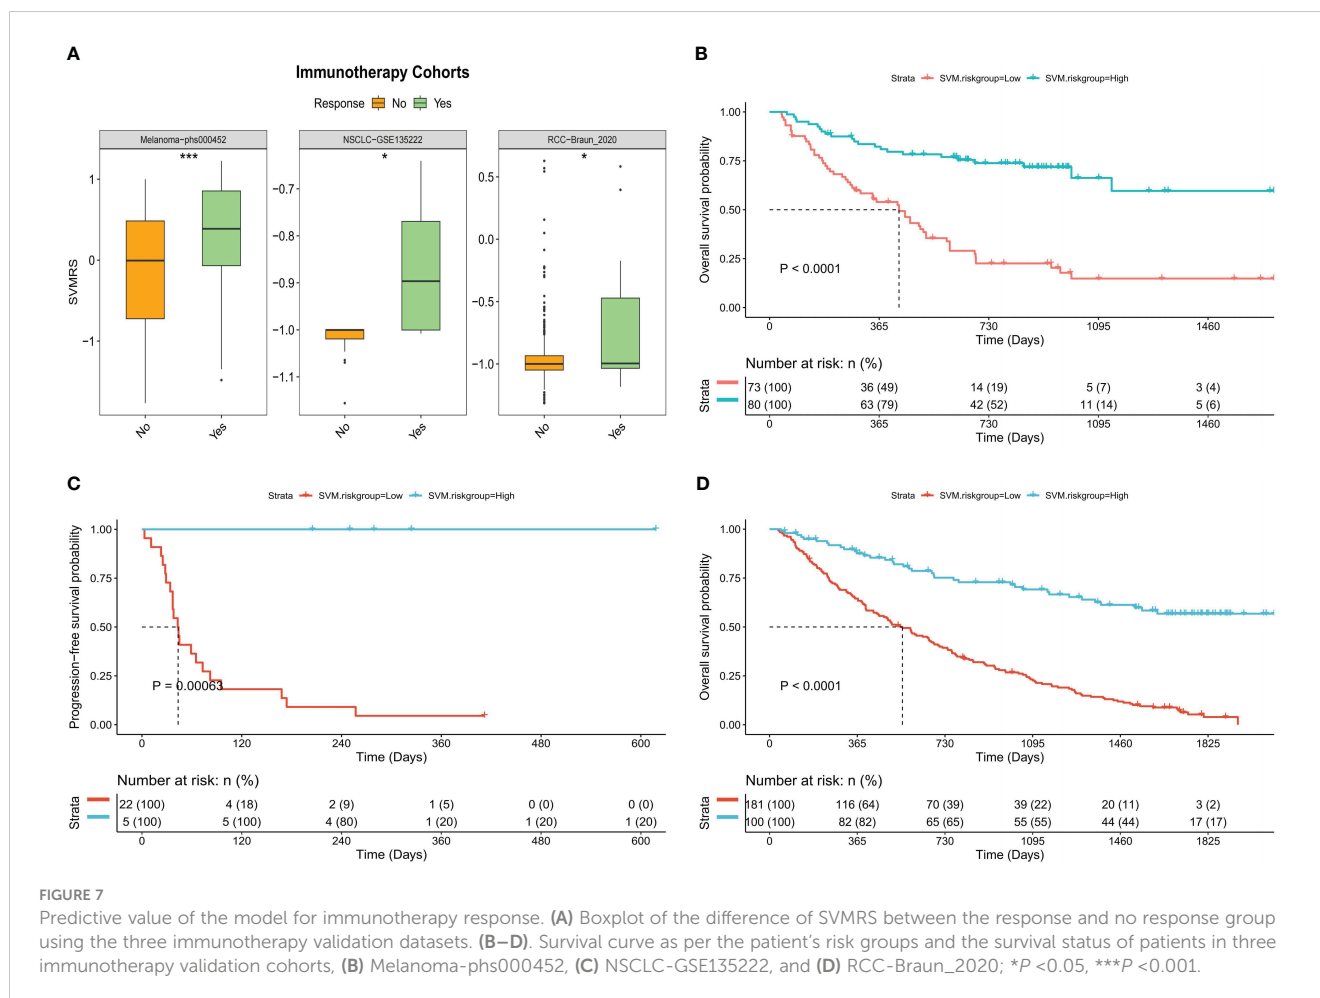 A
Immunotherapy Cohorts
Response No Yes
Melanoma−phs000452
NSCLC-GSE135222
RCC-Braun_2020
***
*
*
SVMRS
1
0
−1
−0.7
−0.8
−0.9
−1.0
−1.1
0.5
0.0
−0.5
−1.0
No
Yes
No
Yes
No
Yes
B
Strata SVM.riskgroup=Low SVM.riskgroup=High
Overall survival probability
1.00
0.75
0.50
0.25
0.00
P < 0.0001
0 365 730 1095 1460
Time (Days)
Number at risk: n (%)
Strata
73 (100) 36 (49) 14 (19) 5 (7) 3 (4)
80 (100) 63 (79) 42 (52) 11 (14) 5 (6)
0 365 730 1095 1460
Time (Days)
C
Strata SVM.riskgroup=Low SVM.riskgroup=High
Progression−free survival probability
1.00
0.75
0.50
0.25
0.00
P = 0.00063
0 120 240 360 480 600
Time (Days)
Number at risk: n (%)
Strata
22 (100) 4 (18) 2 (9) 1 (5) 0 (0) 0 (0)
5 (100) 5 (100) 4 (80) 1 (20) 1 (20) 1 (20)
0 120 240 360 480 600
Time (Days)
D
Strata SVM.riskgroup=Low SVM.riskgroup=High
Overall survival probability
1.00
0.75
0.50
0.25
0.00
P < 0.0001
0 365 730 1095 1460 1825
Time (Days)
Number at risk: n (%)
Strata
181 (100) 116 (64) 70 (39) 39 (22) 20 (11) 3 (2)
100 (100) 82 (82) 65 (65) 55 (55) 44 (44) 17 (17)
0 365 730 1095 1460 1825
Time (Days)
FIGURE 7
Predictive value of the model for immunotherapy response. (A) Boxplot of the difference of SVMRS between the response and no response group
using the three immunotherapy validation datasets. (B–D). Survival curve as per the patient's risk groups and the survival status of patients in three
immunotherapy validation cohorts, (B) Melanoma-phs000452, (C) NSCLC-GSE135222, and (D) RCC-Braun_2020; *P <0.05, ***P <0.001.